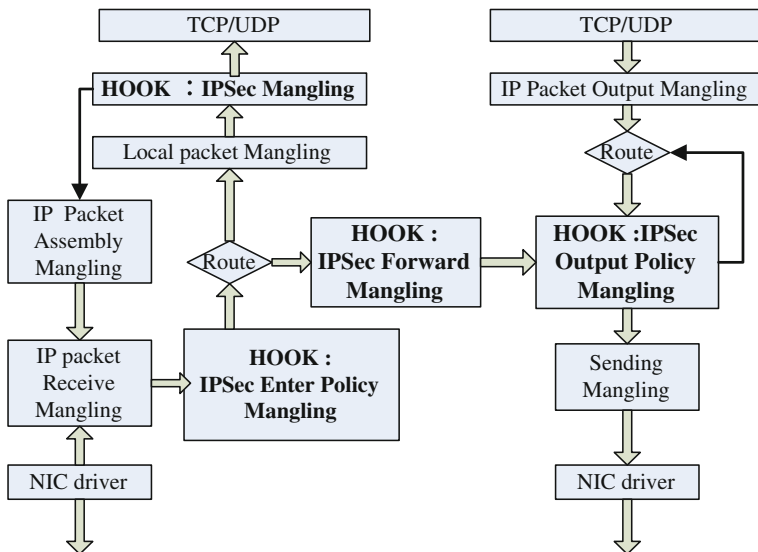 TCP/UDP
HOOK : IPSec Mangling
Local packet Mangling
IP Packet
Assembly
Mangling
Route
IP packet
Receive
Mangling
HOOK :
IPSec Enter Policy
Mangling
NIC driver
HOOK :
IPSec Forward
Mangling
TCP/UDP
IP Packet Output Mangling
Route
HOOK :IPSec
Output Policy
Mangling
Sending
Mangling
NIC driver